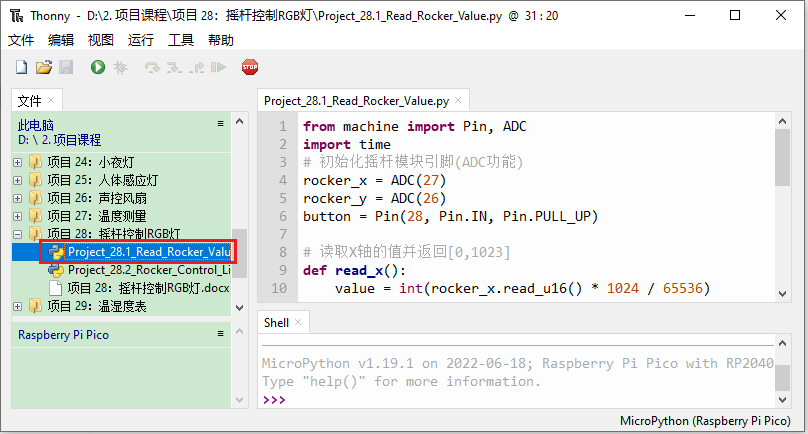 Thonny - D:\2.项目课程\项目 28：摇杆控制RGB灯\Project_28.1_Read_Rocker_Value.py @ 31 : 20
文件 编辑 视图 运行 工具 帮助
STOP
文件 ×
此电脑
D: \ 2.项目课程
项目 24：小夜灯
项目 25：人体感应灯
项目 26：声控风扇
项目 27：温度测量
项目 28：摇杆控制RGB灯
Project_28.1_Read_Rocker_Valu
Project_28.2_Rocker_Control_Li
项目 28：摇杆控制RGB灯.docx
项目 29：温湿度表
Raspberry Pi Pico
Project_28.1_Read_Rocker_Value.py ×
1 from machine import Pin, ADC
2 import time
3 # 初始化摇杆模块引脚(ADC功能)
4 rocker_x = ADC(27)
5 rocker_y = ADC(26)
6 button = Pin(28, Pin.IN, Pin.PULL_UP)
7
8 # 读取X轴的值并返回[0,1023]
9 def read_x():
10 value = int(rocker_x.read_u16() * 1024 / 65536)
Shell ×
MicroPython v1.19.1 on 2022-06-18; Raspberry Pi Pico with RP2040
Type "help()" for more information.
>>>
MicroPython (Raspberry Pi Pico)